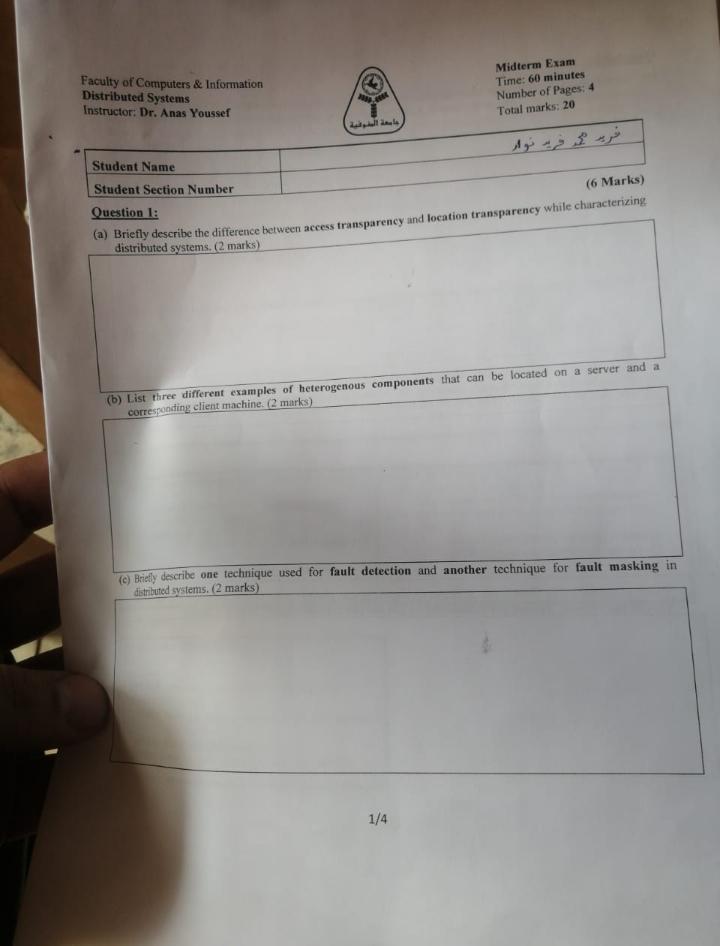 Faculty of Computers & Information
Distributed Systems
Instructor: Dr. Anas Youssef
جامعة المنوفية
Midterm Exam
Time: 60 minutes
Number of Pages: 4
Total marks: 20
Student Name
فريد محمد فريد نوار
Student Section Number
Question 1:
(6 Marks)
(a) Briefly describe the difference between access transparency and location transparency while characterizing
distributed systems. (2 marks)
(b) List three different examples of heterogenous components that can be located on a server and a
corresponding client machine. (2 marks)
(c) Briefly describe one technique used for fault detection and another technique for fault masking in
distributed systems. (2 marks)
1/4